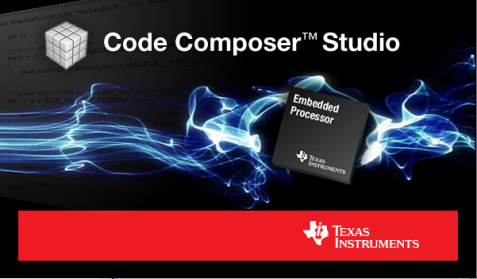 Code Composer™ Studio
Embedded
Processor
TEXAS
INSTRUMENTS
TEXAS
INSTRUMENTS